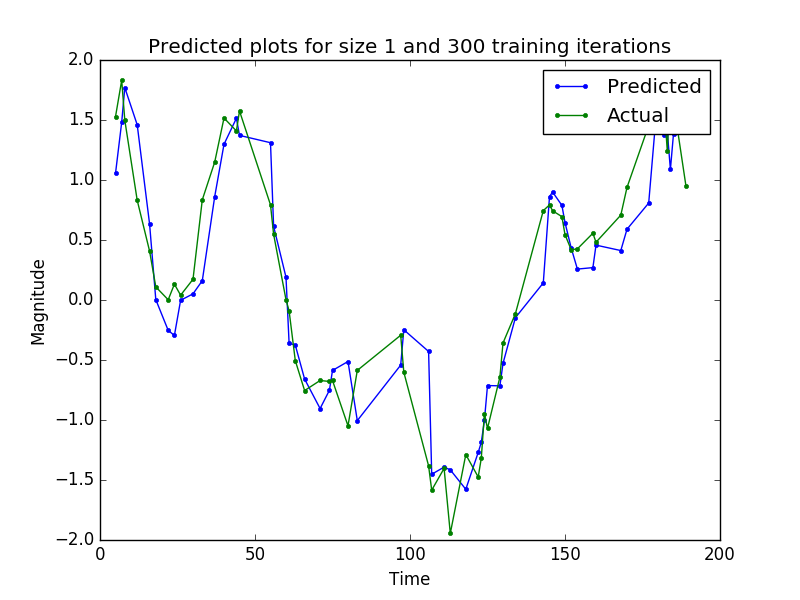 Predicted plots for size 1 and 300 training iterations
Predicted
Actual
2.0
1.5
1.0
0.5
0.0
−0.5
−1.0
−1.5
−2.0
Magnitude
0 50 100 150 200
Time